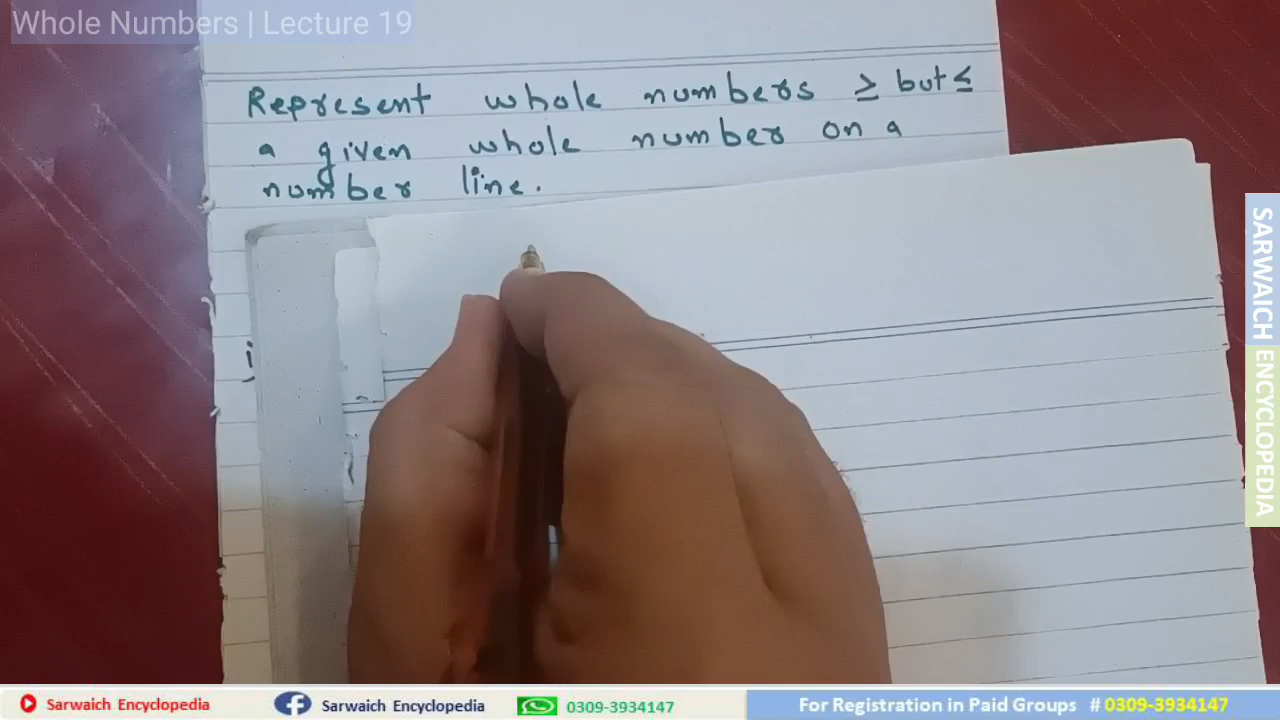 Whole Numbers | Lecture 19
Represent whole numbers ≥ but ≤
a given whole number on a
number line.
SARWAICH ENCYCLOPEDIA
Sarwaich Encyclopedia
Sarwaich Encyclopedia
0309-3934147
For Registration in Paid Groups # 0309-3934147